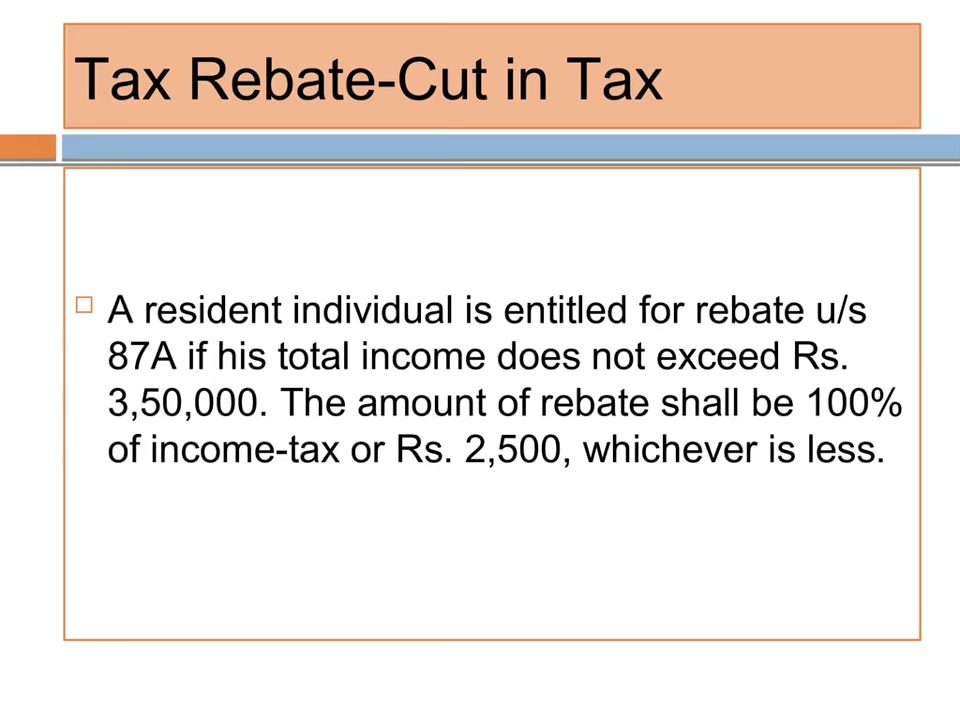 Tax Rebate-Cut in Tax
A resident individual is entitled for rebate u/s
87A if his total income does not exceed Rs.
3,50,000. The amount of rebate shall be 100%
of income-tax or Rs. 2,500, whichever is less.